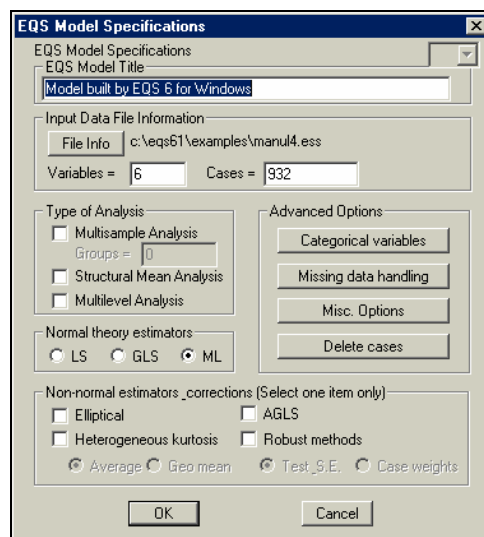 EQS Model Specifications
EQS Model Specifications
EQS Model Title
Model built by EQS 6 for Windows
Input Data File Information
File Info c:\eqs61\examples\manul4.ess
Variables = 6 Cases = 932
Type of Analysis
Multisample Analysis
Groups = 0
Structural Mean Analysis
Multilevel Analysis
Advanced Options
Categorical variables
Missing data handling
Misc. Options
Delete cases
Normal theory estimators
LS GLS ML
Non-normal estimators_corrections (Select one item only)
Elliptical AGLS
Heterogeneous kurtosis Robust methods
Average Geo mean Test_S.E. Case weights
OK Cancel